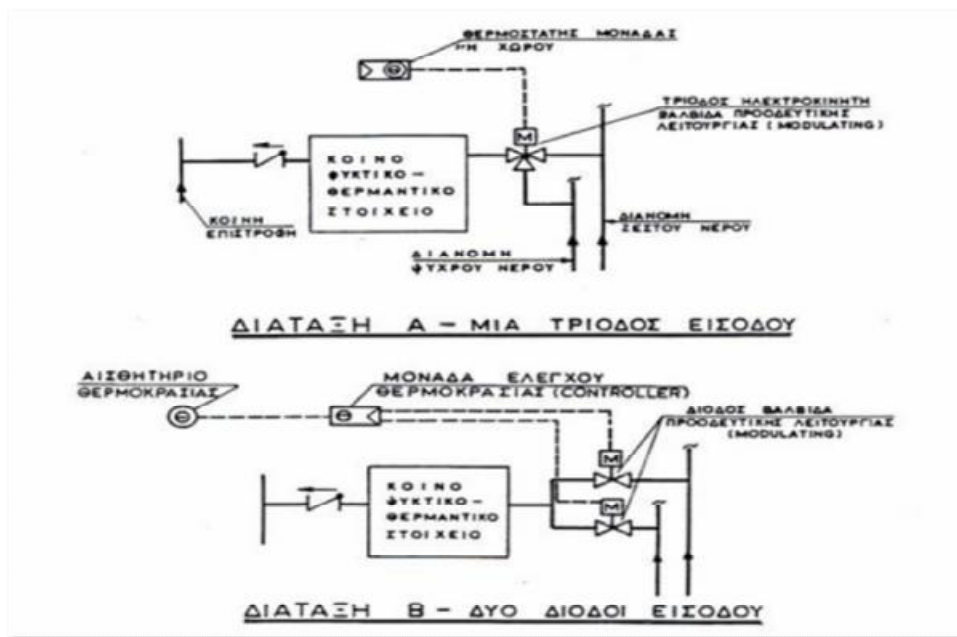 ΘΕΡΜΟΣΤΑΤΗΣ ΜΟΝΑΔΑΣ
Ή ΧΩΡΟΥ
ΤΡΙΟΔΟΣ ΗΛΕΚΤΡΟΚΙΝΗΤΗ
ΒΑΛΒΙΔΑ ΠΡΟΟΔΕΥΤΙΚΗΣ
ΛΕΙΤΟΥΡΓΙΑΣ (MODULATING)
M
ΚΟΙΝΟ
ΨΥΚΤΙΚΟ –
ΘΕΡΜΑΝΤΙΚΟ
ΣΤΟΙΧΕΙΟ
ΚΟΙΝΗ
ΕΠΙΣΤΡΟΦΗ
ΔΙΑΝΟΜΗ
ΖΕΣΤΟΥ ΝΕΡΟΥ
ΔΙΑΝΟΜΗ
ΨΥΧΡΟΥ ΝΕΡΟΥ
ΔΙΑΤΑΞΗ Α – ΜΙΑ ΤΡΙΟΔΟΣ ΕΙΣΟΔΟΥ
ΑΙΣΘΗΤΗΡΙΟ
ΘΕΡΜΟΚΡΑΣΙΑΣ
ΜΟΝΑΔΑ ΕΛΕΓΧΟΥ
ΘΕΡΜΟΚΡΑΣΙΑΣ (CONTROLLER)
ΔΙΟΔΟΣ ΒΑΛΒΙΔΑ
ΠΡΟΟΔΕΥΤΙΚΗΣ ΛΕΙΤΟΥΡΓΙΑΣ
(MODULATING)
Θ
Θ
M
M
ΚΟΙΝΟ
ΨΥΚΤΙΚΟ –
ΘΕΡΜΑΝΤΙΚΟ
ΣΤΟΙΧΕΙΟ
ΔΙΑΤΑΞΗ Β – ΔΥΟ ΔΙΟΔΟΙ ΕΙΣΟΔΟΥ